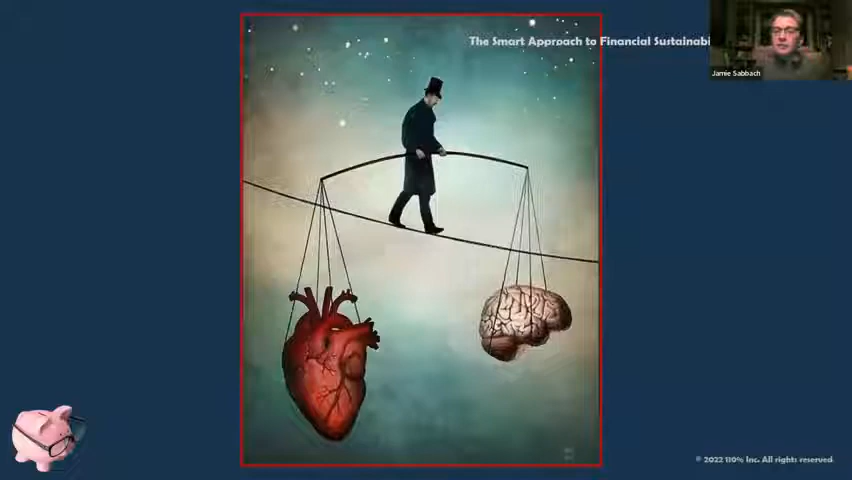 The Smart Approach to Financial Sustainabi
Jamie Sabbach
© 2022 110% Inc. All rights reserved.